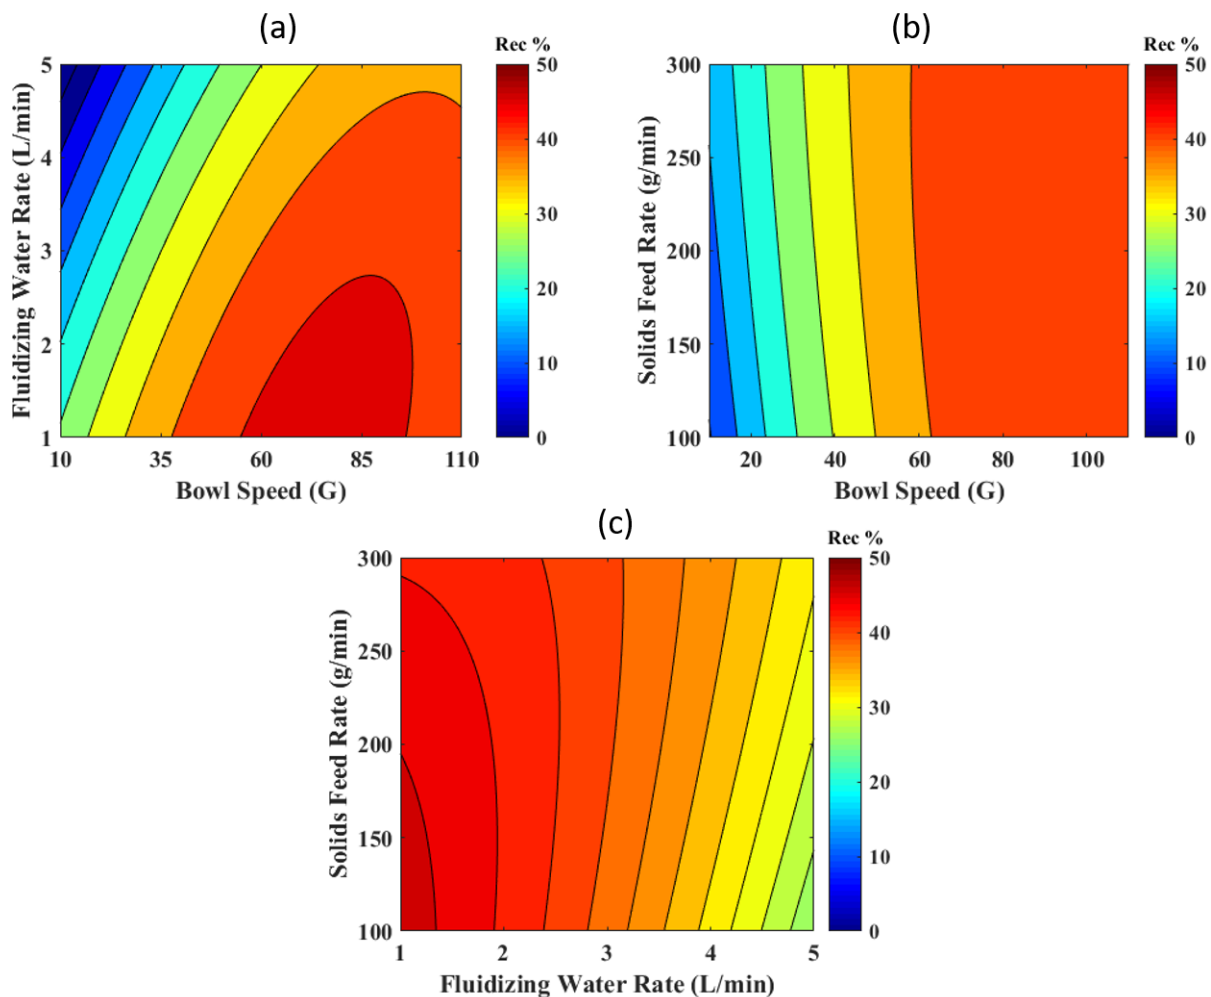 (a)
Rec %
Fluidizing Water Rate (L/min)
5
4
3
2
1
10 35 60 85 110
Bowl Speed (G)
50
40
30
20
10
0
(b)
Rec %
Solids Feed Rate (g/min)
300
250
200
150
100
20 40 60 80 100
Bowl Speed (G)
50
40
30
20
10
0
(c)
Rec %
Solids Feed Rate (g/min)
300
250
200
150
100
1 2 3 4 5
Fluidizing Water Rate (L/min)
50
40
30
20
10
0